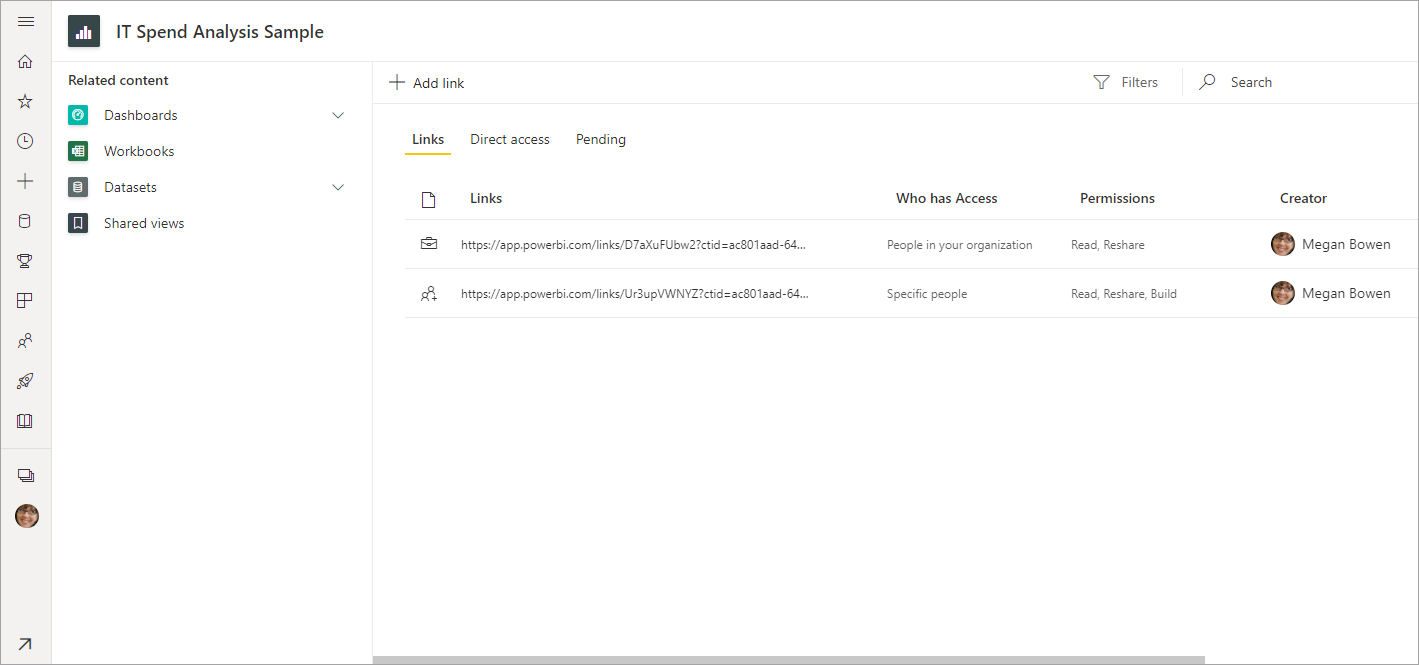 IT Spend Analysis Sample
Related content
Dashboards
Workbooks
Datasets
Shared views
Add link
Filters
Search
Links Direct access Pending
Links Who has Access Permissions Creator
https://app.powerbi.com/links/D7aXuFUbw2?ctid=ac801aad-64... People in your organization Read, Reshare Megan Bowen
https://app.powerbi.com/links/Ur3upVWNYZ?ctid=ac801aad-64... Specific people Read, Reshare, Build Megan Bowen